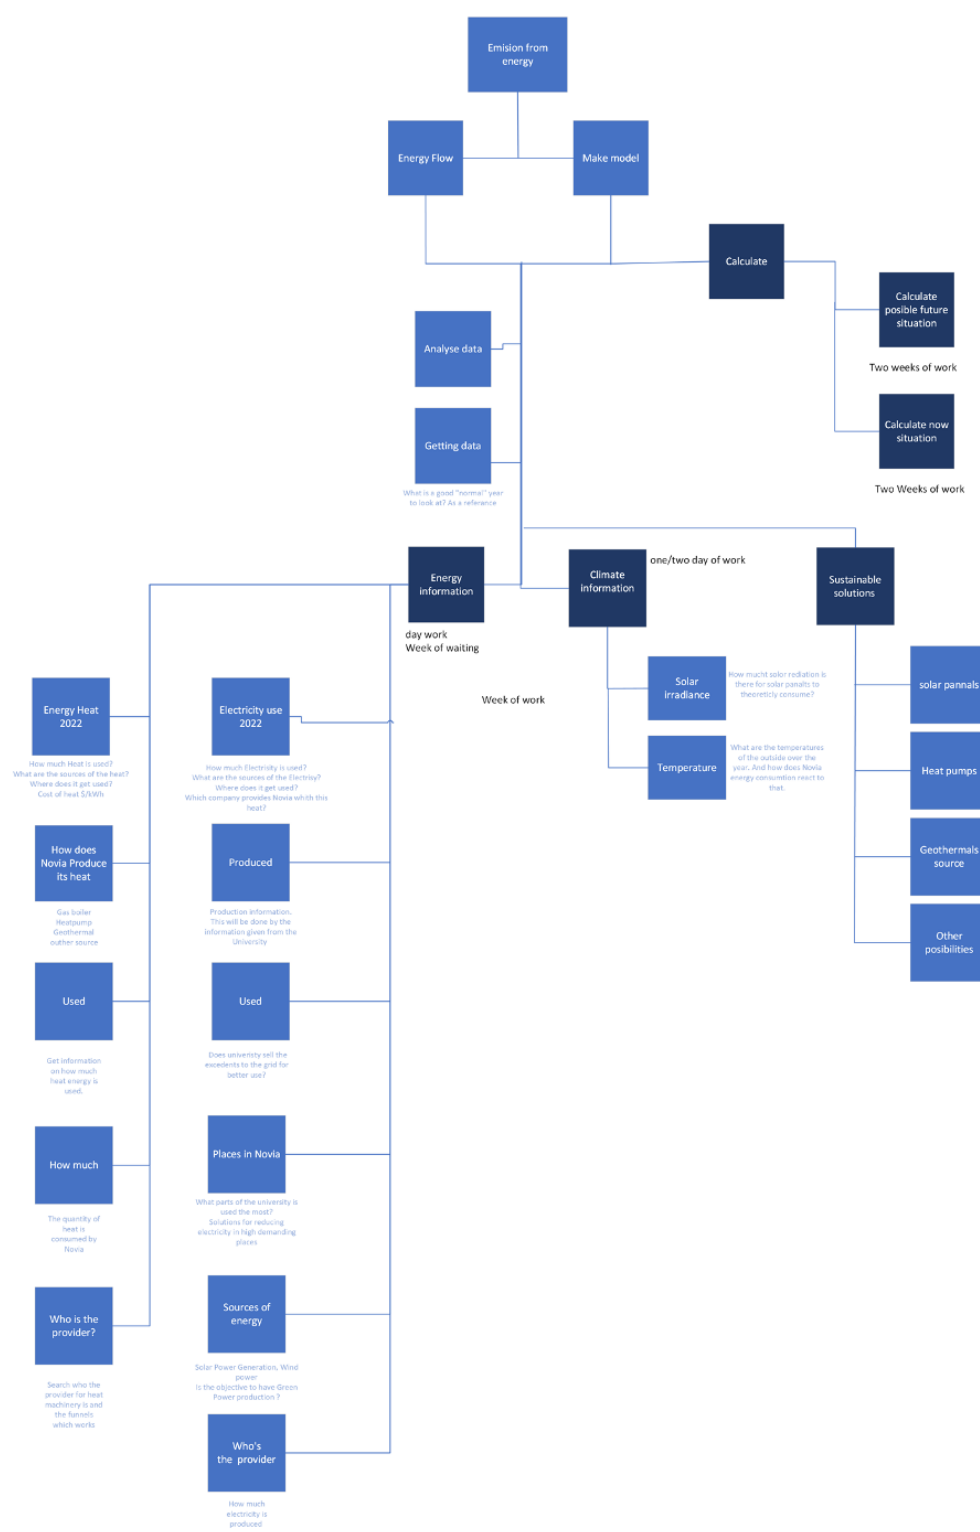 Emision from
energy
Energy Flow
Make model
Calculate
Calculate
posible future
situation
Two weeks of work
Analyse data
Calculate now
situation
Two Weeks of work
Getting data
What is a good "normal" year
to look at? As a referance
Energy
information
day work
Week of waiting
Climate
information
one/two day of work
Sustainable
solutions
Week of work
Solar
irradiance
How mucht solor rediation is
there for solar panalts to
theoreticly consume?
Temperature
What are the temperatures
of the outside over the
year. And how does Novia
energy consumtion react to
that.
solar pannals
Heat pumps
Geothermals
source
Other
posibilities
Energy Heat
2022
How much Heat is used?
What are the sources of the heat?
Where does it get used?
Cost of heat $/kWh
How does
Novia Produce
its heat
Gas boiler
Heatpump
Geothermal
outher source
Used
Get information
on how much
heat energy is
used.
How much
The quantity of
heat is
consumed by
Novia
Who is the
provider?
Search who the
provider for heat
machinery is and
the funnels
which works
Electricity use
2022
How much Electrisity is used?
What are the sources of the Electrisy?
Where does it get used?
Which company provides Novia whith this
heat?
Produced
Production information.
This will be done by the
information given from the
University
Used
Does univeristy sell the
excedents to the grid for
better use?
Places in Novia
What parts of the university is
used the most?
Solutions for reducing
electricity in high demanding
places
Sources of
energy
Solar Power Generation, Wind
power
is the objective to have Green
Power production ?
Who's
the provider
How much
electricity is
produced